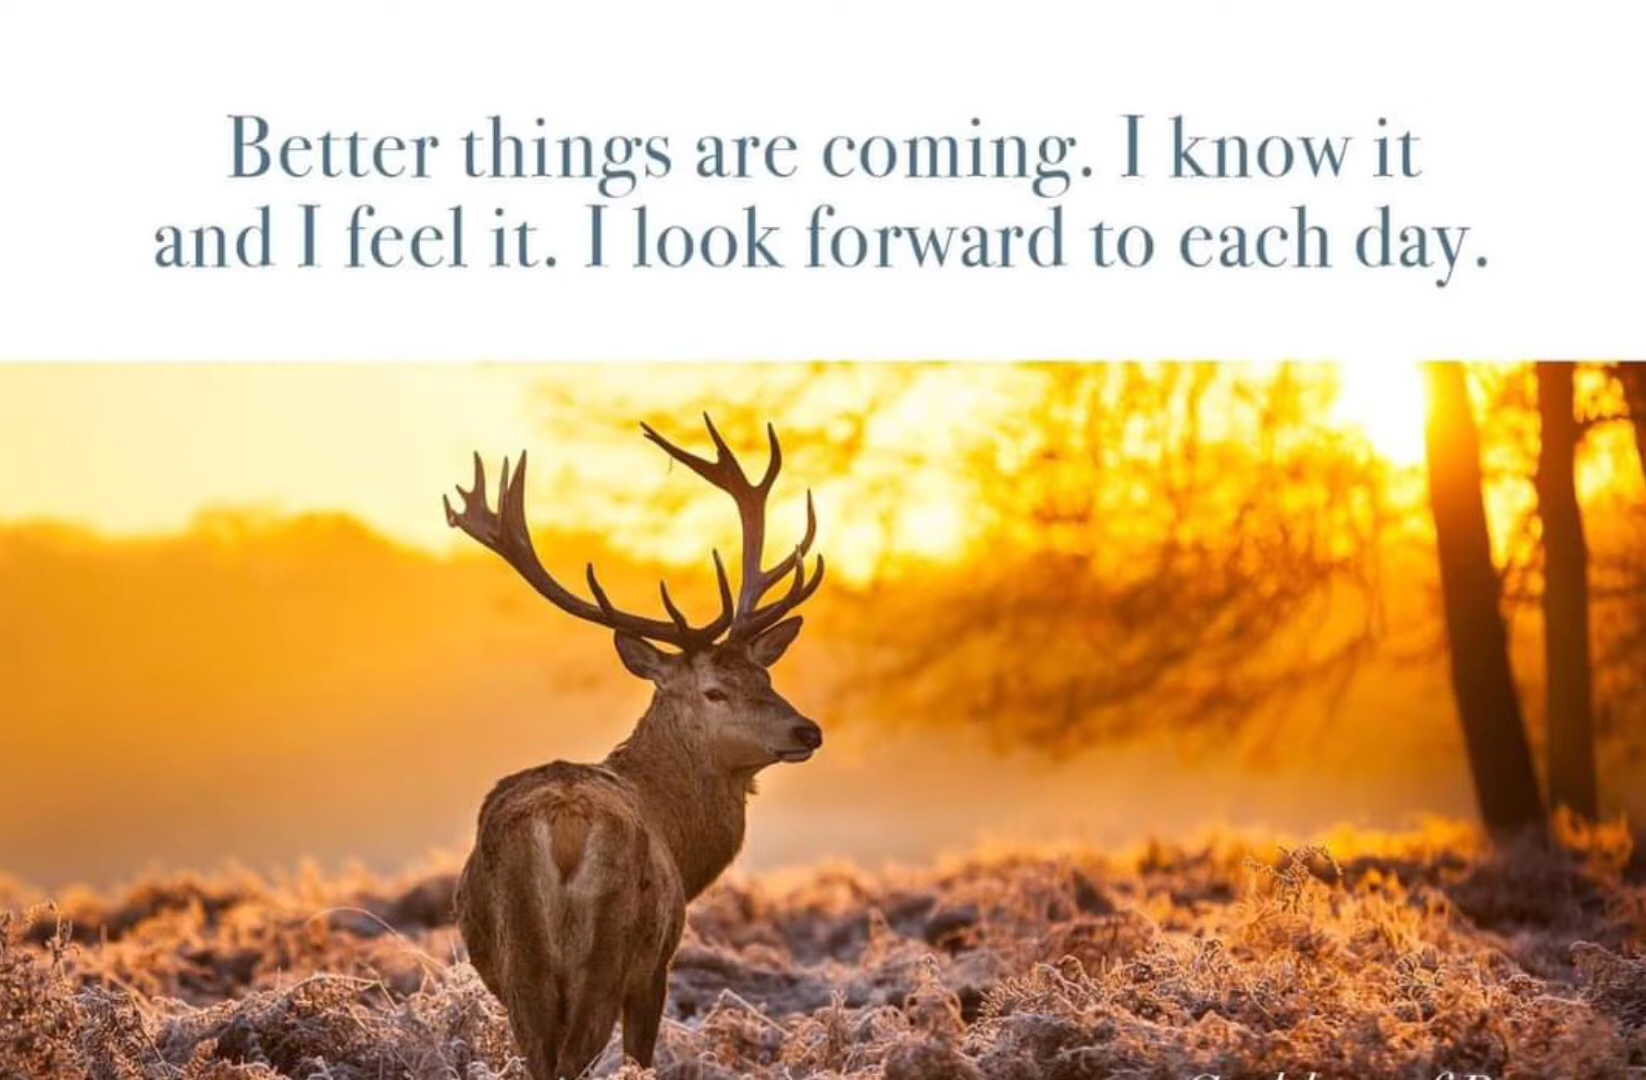 Better things are coming. I know it
and I feel it. I look forward to each day.